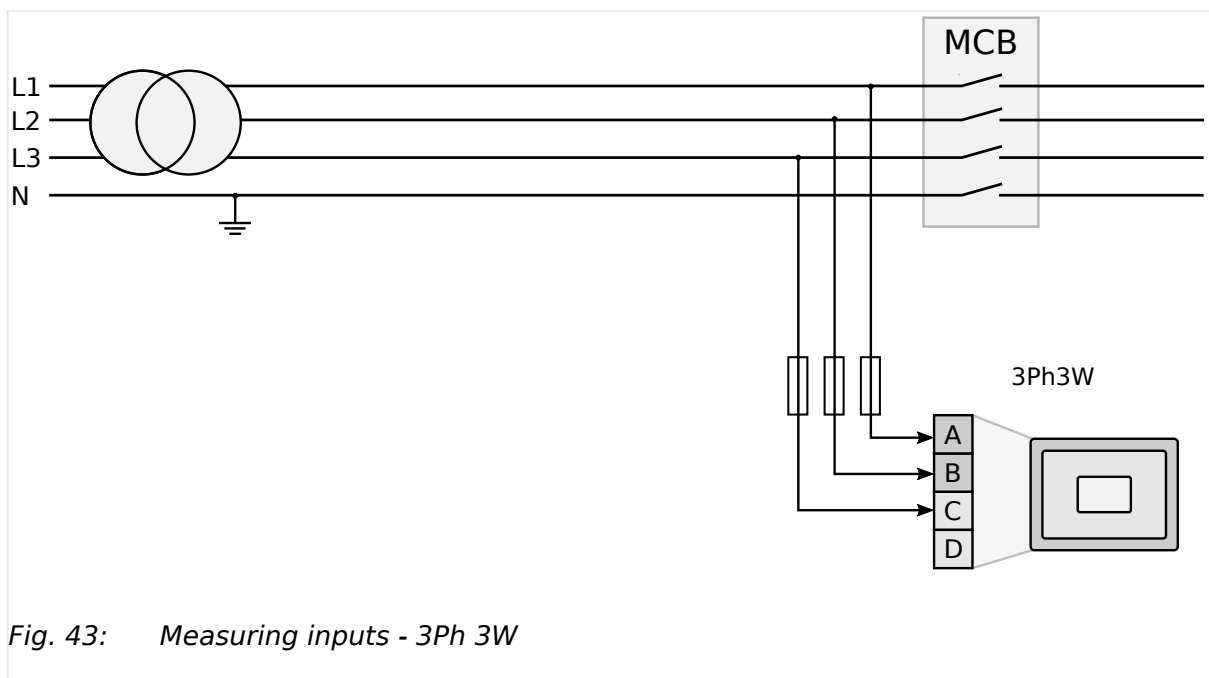 MCB
L1
L2
L3
N
3Ph3W
A
B
C
D
Fig. 43: Measuring inputs - 3Ph 3W